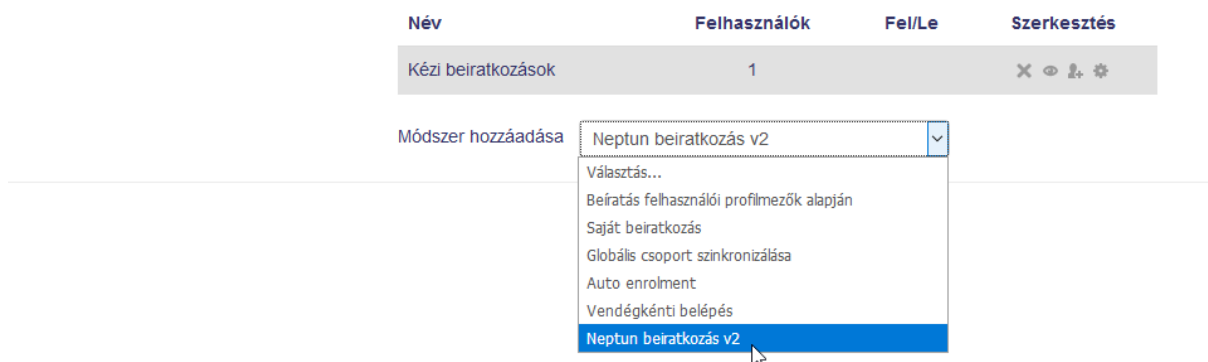 Név Felhasználók Fel/Le Szerkesztés
Kézi beiratkozások 1
Módszer hozzáadása Neptun beiratkozás v2
Választás...
Beíratás felhasználói profilmezők alapján
Saját beiratkozás
Globális csoport szinkronizálása
Auto enrolment
Vendégkénti belépés
Neptun beiratkozás v2